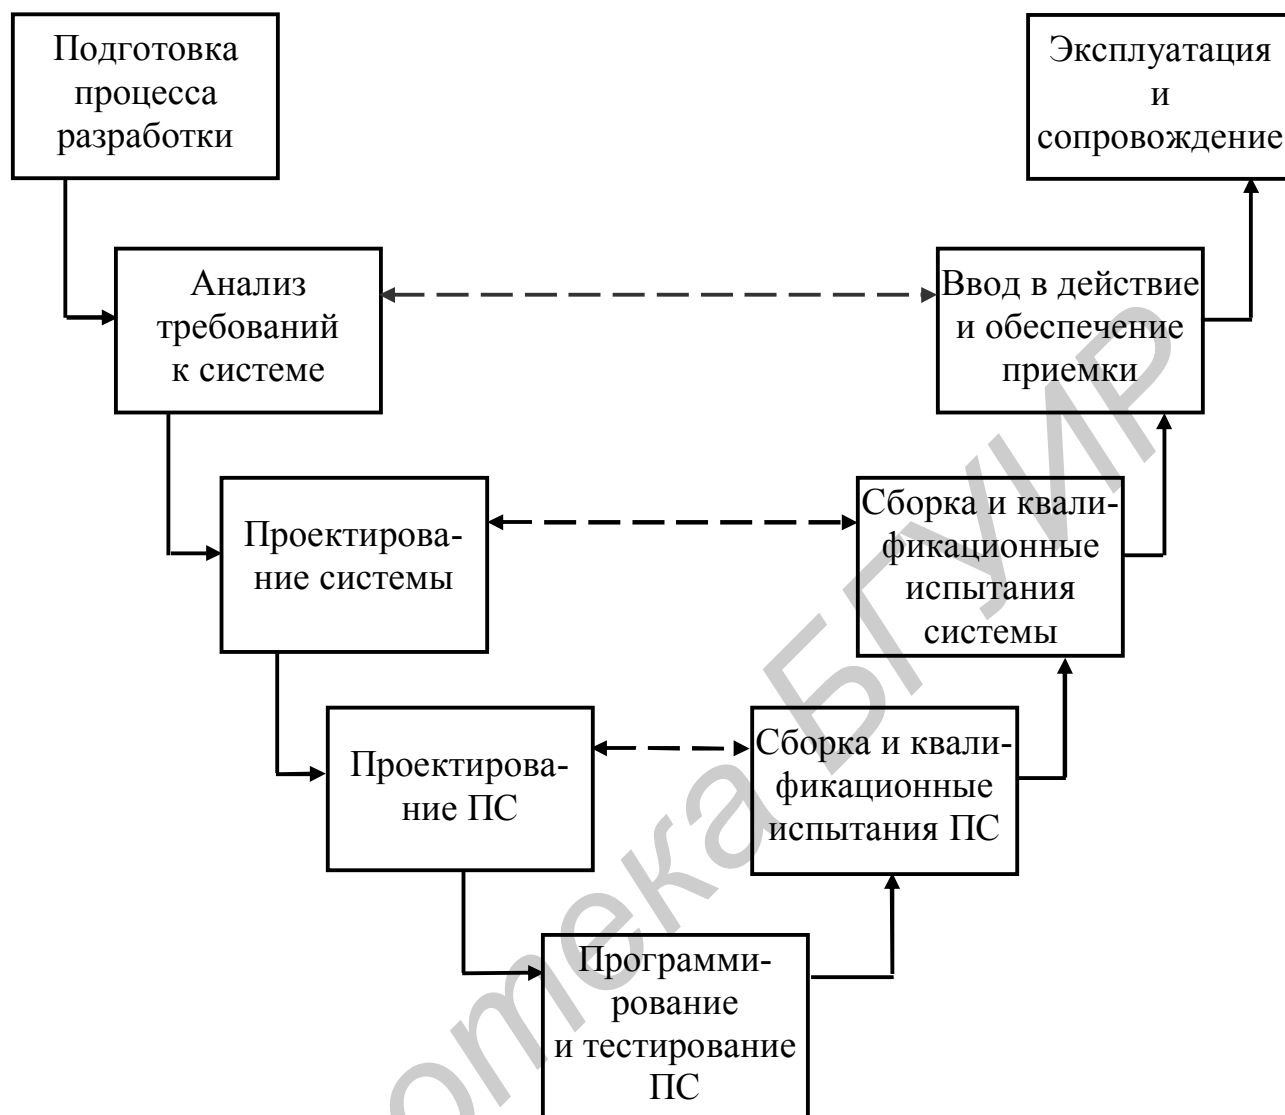 Подготовка
процесса
разработки
Эксплуатация
и
сопровождение
Анализ
требований
к системе
Ввод в действие
и обеспечение
приемки
Проектирова-
ние системы
Сборка и квали-
фикационные
испытания
системы
Проектирова-
ние ПС
Сборка и квали-
фикационные
испытания ПС
Программи-
рование
и тестирование
ПС
отека БГУИР